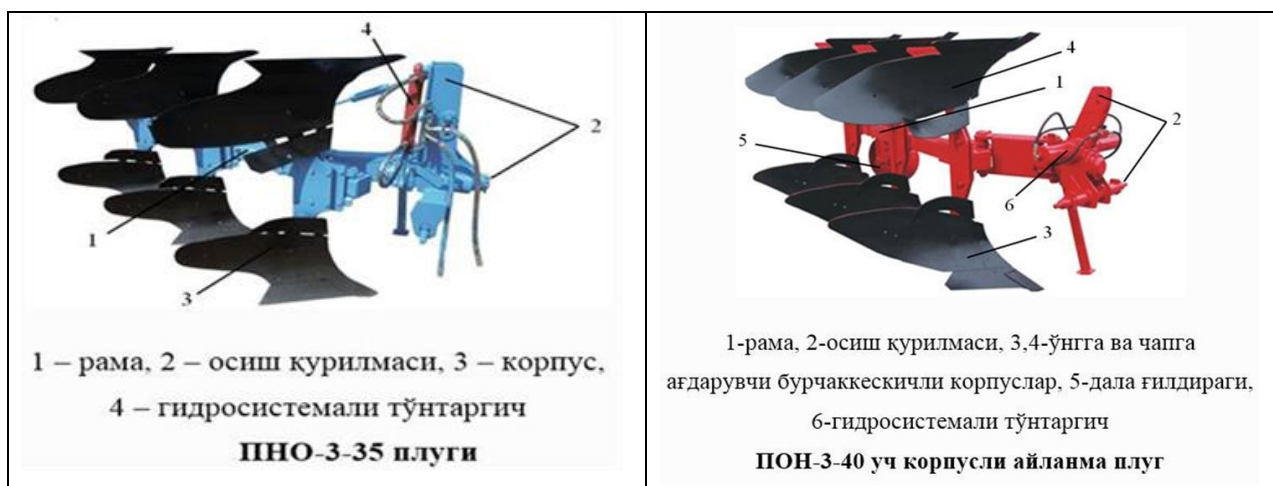 4
2
1
3
1 – рама, 2 – осиш қурилмаси, 3 – корпус,
4 – гидросистемали тўнтаргич
ПНО-3-35 плуги
4
1
2
5
6
3
1-рама, 2-осиш қурилмаси, 3,4-ўнгга ва чапга
ағдарувчи бурчаккескичли корпуслар, 5-дала ғилдираги,
6-гидросистемали тўнтаргич
ПОН-3-40 уч корпусли айланма плуг